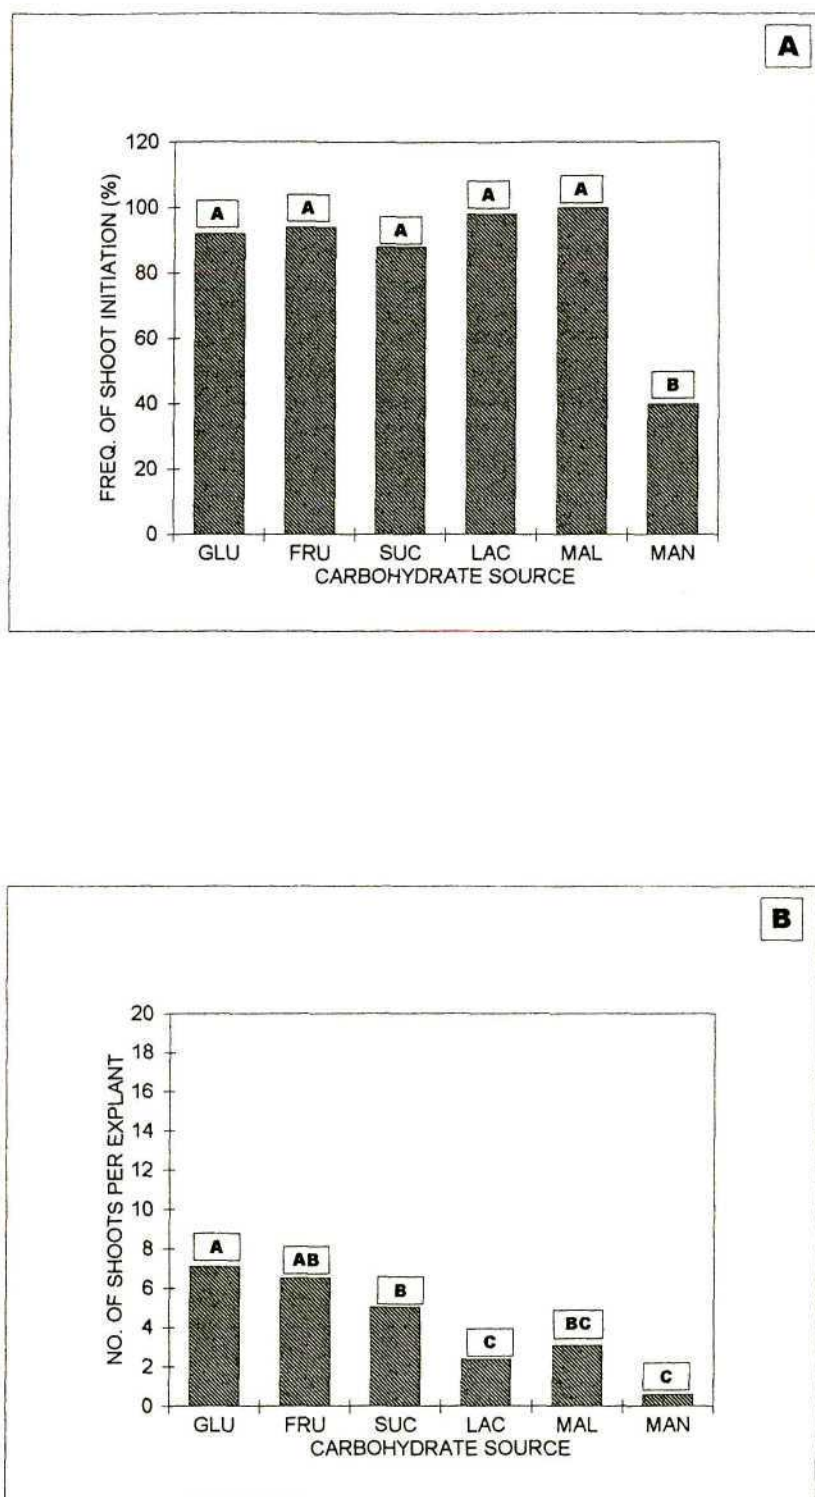 A
120
100
80
60
40
20
0
FREQ. OF SHOOT INITIATION (%)
A
A
A
A
A
B
GLU FRU SUC LAC MAL MAN
CARBOHYDRATE SOURCE
B
20
18
16
14
12
10
8
6
4
2
0
NO. OF SHOOTS PER EXPLANT
A
AB
B
C
BC
C
GLU FRU SUC LAC MAL MAN
CARBOHYDRATE SOURCE